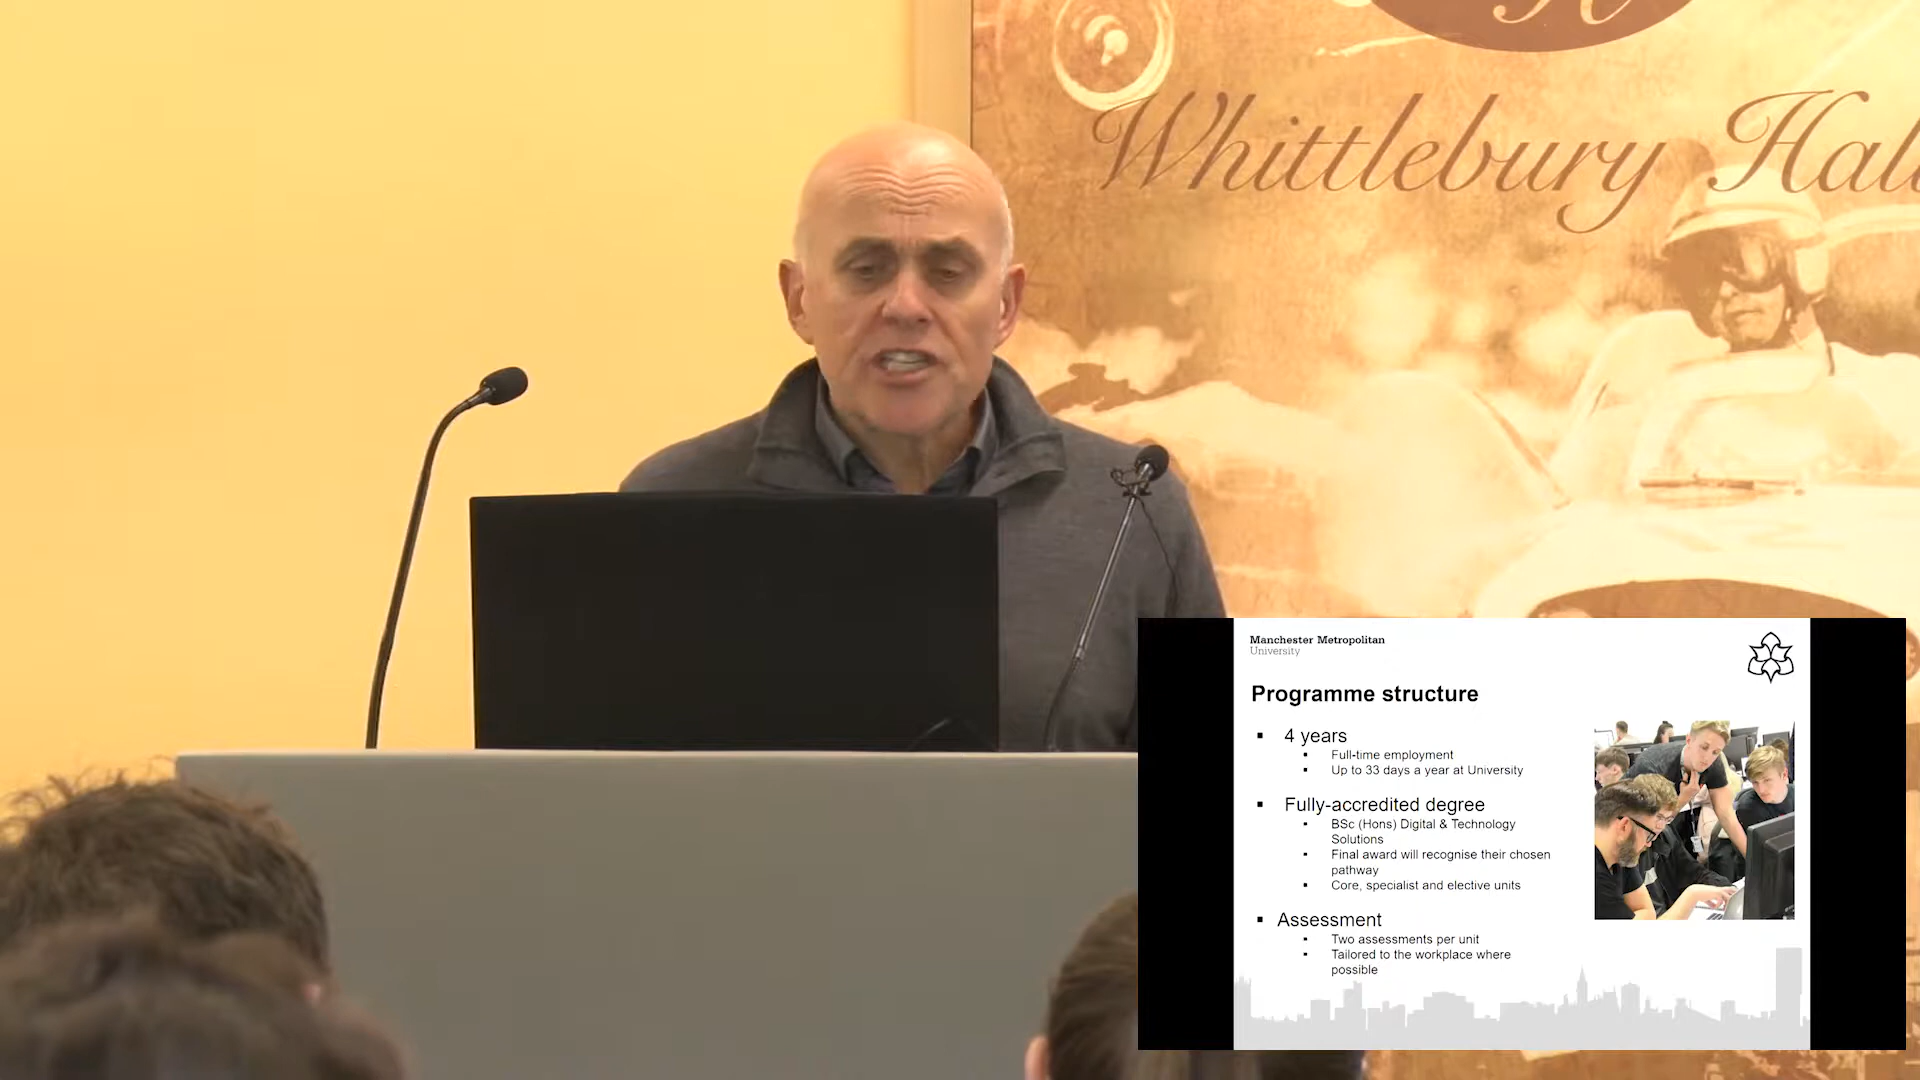 Whittlebury Hall
Manchester Metropolitan
University
Programme structure
▪ 4 years
▪ Full-time employment
▪ Up to 33 days a year at University
▪ Fully-accredited degree
▪ BSc (Hons) Digital & Technology
Solutions
▪ Final award will recognise their chosen
pathway
▪ Core, specialist and elective units
▪ Assessment
▪ Two assessments per unit
▪ Tailored to the workplace where
possible